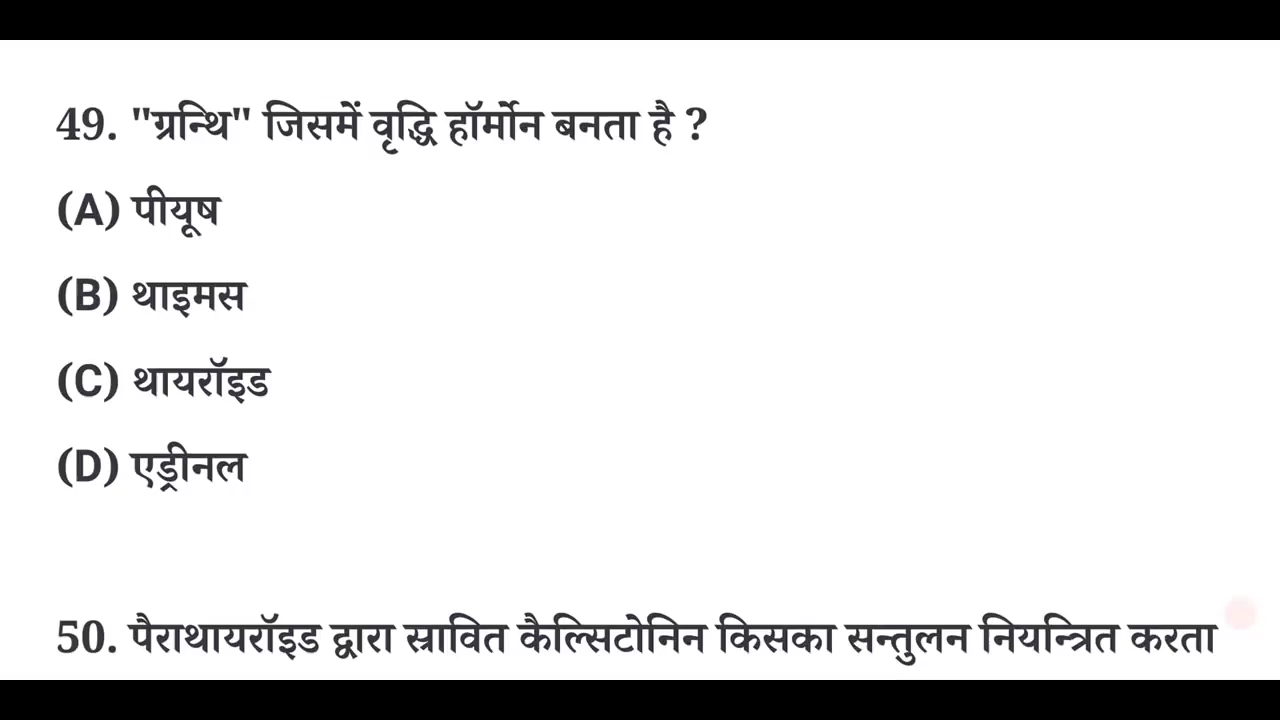 49. "ग्रन्थि" जिसमें वृद्धि हॉर्मोन बनता है ?
(A) पीयूष
(B) थाइमस
(C) थायरॉइड
(D) एड्रीनल
50. पैराथायरॉइड द्वारा स्रावित कैल्सिटोनिन किसका सन्तुलन नियन्त्रित करता